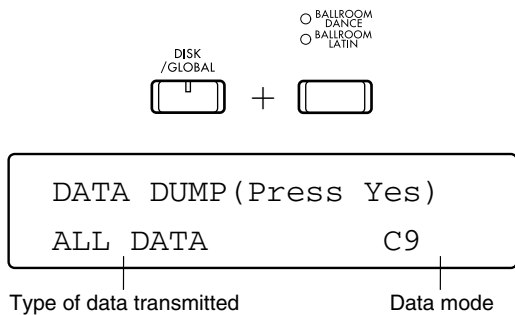 BALLROOM
DANCE
BALLROOM
LATIN
DISK
/GLOBAL
+
DATA DUMP(Press Yes)
ALL DATA C9
Type of data transmitted Data mode